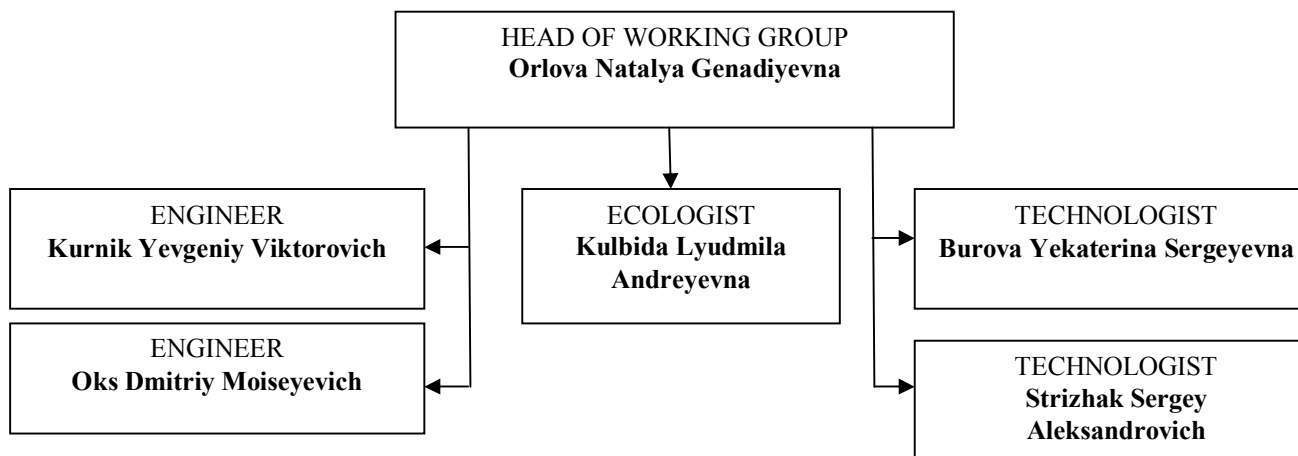 HEAD OF WORKING GROUP
Orlova Natalya Genadiyevna
ENGINEER
Kurnik Yevgeniy Viktorovich
ECOLOGIST
Kulbida Lyudmila
Andreyevna
TECHNOLOGIST
Burova Yekaterina Sergeyevna
ENGINEER
Oks Dmitriy Moiseyevich
TECHNOLOGIST
Strizhak Sergey
Aleksandrovich